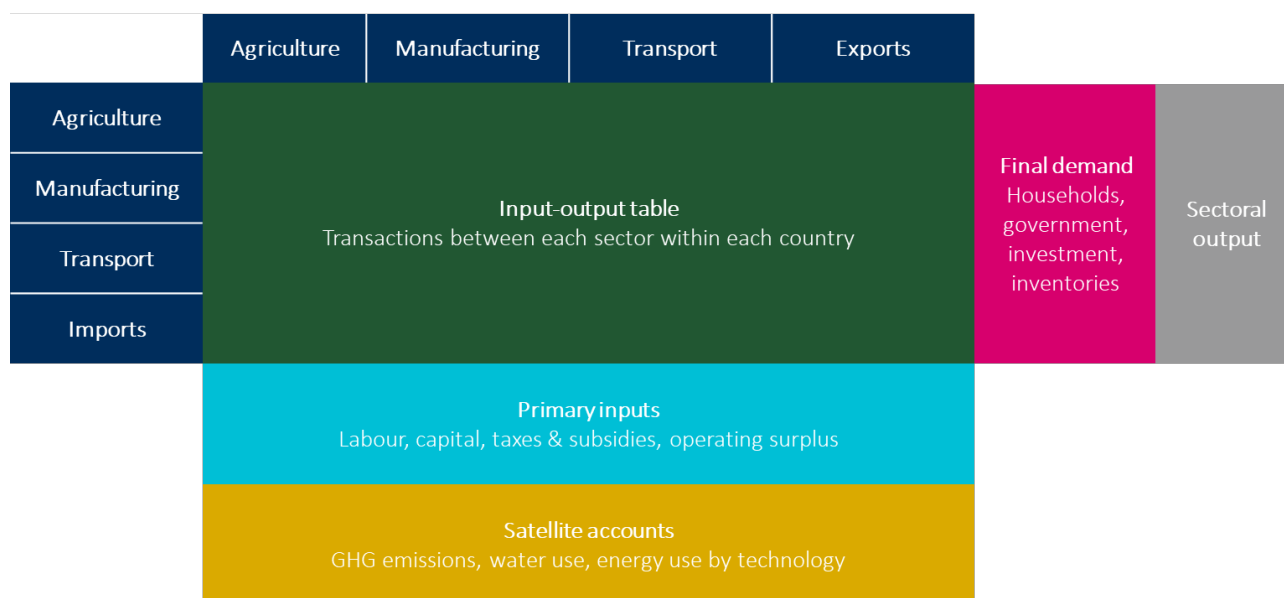 Agriculture
Manufacturing
Transport
Exports
Agriculture
Manufacturing
Transport
Imports
Input-output table
Transactions between each sector within each country
Final demand
Households,
government,
investment,
inventories
Sectoral
output
Primary inputs
Labour, capital, taxes & subsidies, operating surplus
Satellite accounts
GHG emissions, water use, energy use by technology